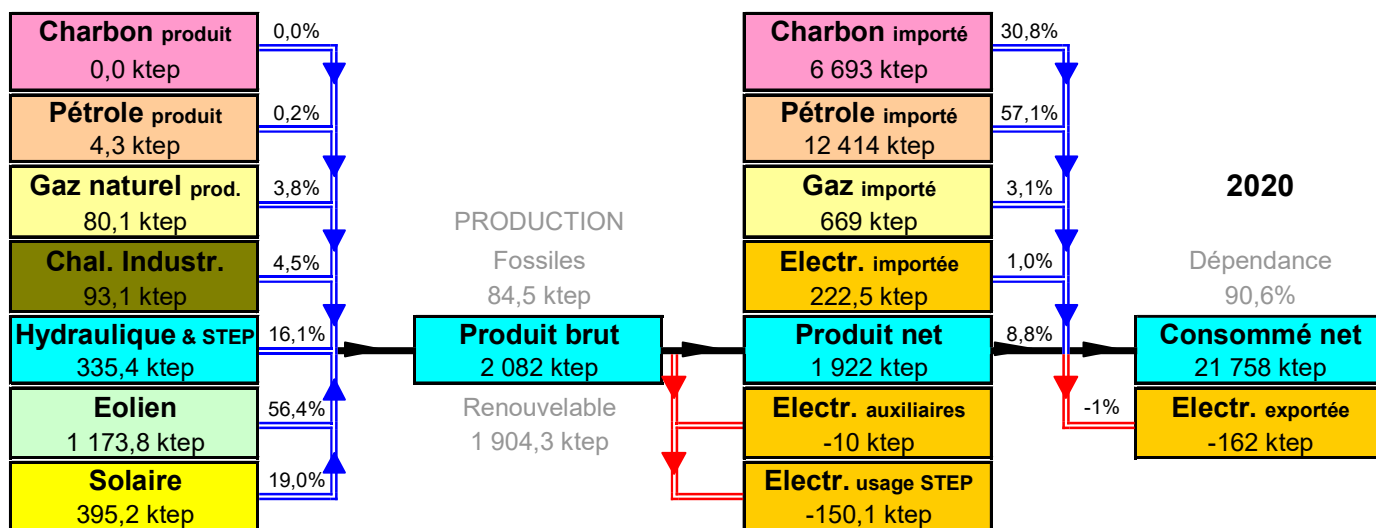 Charbon produit
0,0 ktep
0,0%
Pétrole produit
4,3 ktep
0,2%
Gaz naturel prod.
80,1 ktep
3,8%
Chal. Industr.
93,1 ktep
4,5%
Hydraulique & STEP
335,4 ktep
16,1%
Eolien
1 173,8 ktep
56,4%
Solaire
395,2 ktep
19,0%
PRODUCTION
Fossiles
84,5 ktep
Produit brut
2 082 ktep
Renouvelable
1 904,3 ktep
Charbon importé
6 693 ktep
30,8%
Pétrole importé
12 414 ktep
57,1%
Gaz importé
669 ktep
3,1%
Electr. importée
222,5 ktep
1,0%
Produit net
1 922 ktep
8,8%
Electr. auxiliaires
-10 ktep
Electr. usage STEP
-150,1 ktep
2020
Dépendance
90,6%
Consommé net
21 758 ktep
-1%
Electr. exportée
-162 ktep